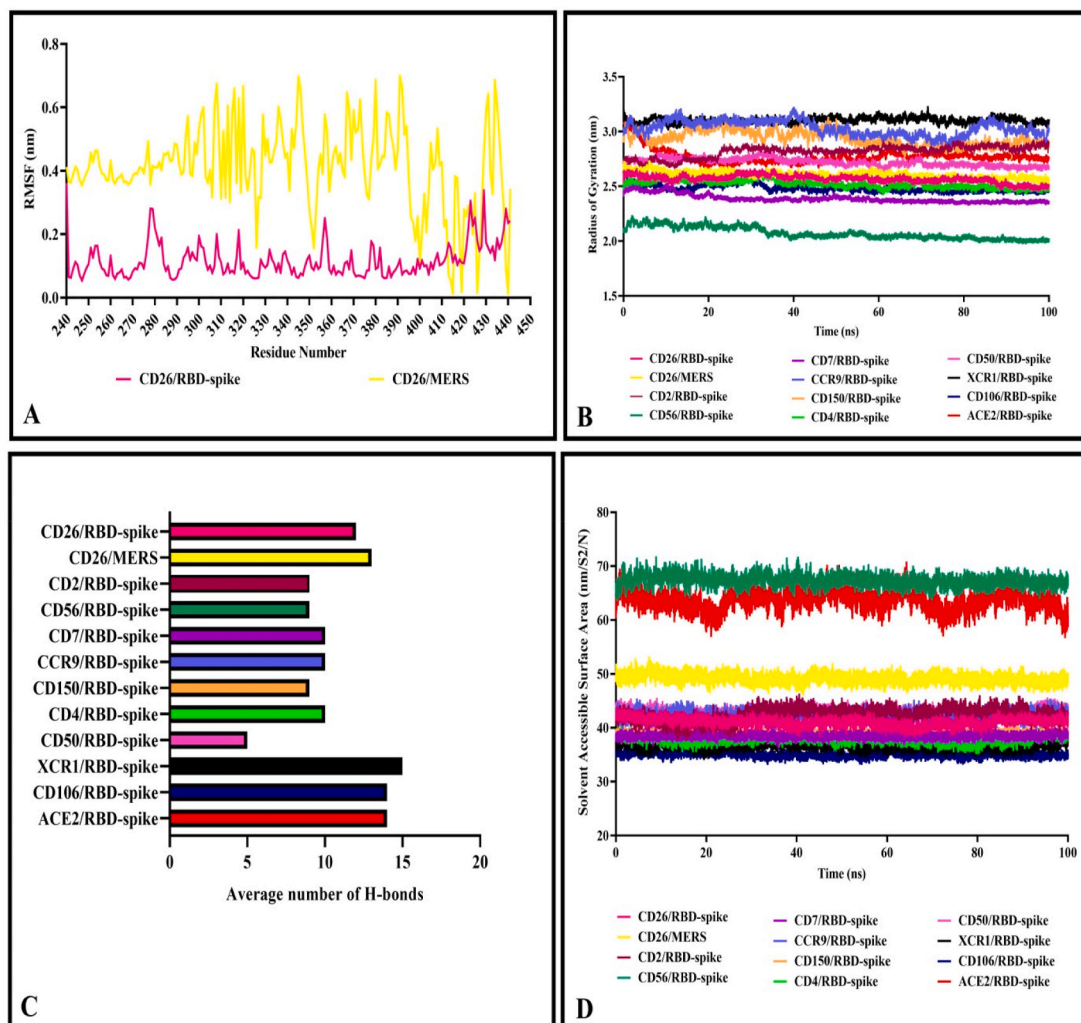 0.8
0.6
0.4
0.2
0.0
RMSF (nm)
240 250 260 270 280 290 300 310 320 330 340 350 360 370 380 390 400 410 420 430 440 450
Residue Number
CD26/RBD-spike CD26/MERS
A
3.5
3.0
2.5
2.0
1.5
Radius of Gyration (nm)
0 20 40 60 80 100
Time (ns)
CD26/RBD-spike CD7/RBD-spike CD50/RBD-spike
CD26/MERS CCR9/RBD-spike XCR1/RBD-spike
CD2/RBD-spike CD150/RBD-spike CD106/RBD-spike
CD56/RBD-spike CD4/RBD-spike ACE2/RBD-spike
B
CD26/RBD-spike
CD26/MERS
CD2/RBD-spike
CD56/RBD-spike
CD7/RBD-spike
CCR9/RBD-spike
CD150/RBD-spike
CD4/RBD-spike
CD50/RBD-spike
XCR1/RBD-spike
CD106/RBD-spike
ACE2/RBD-spike
0 5 10 15 20
Average number of H-bonds
C
80
70
60
50
40
30
20
Solvent Accessible Surface Area (nm/S2/N)
0 20 40 60 80 100
Time (ns)
CD26/RBD-spike CD7/RBD-spike CD50/RBD-spike
CD26/MERS CCR9/RBD-spike XCR1/RBD-spike
CD2/RBD-spike CD150/RBD-spike CD106/RBD-spike
CD56/RBD-spike CD4/RBD-spike ACE2/RBD-spike
D